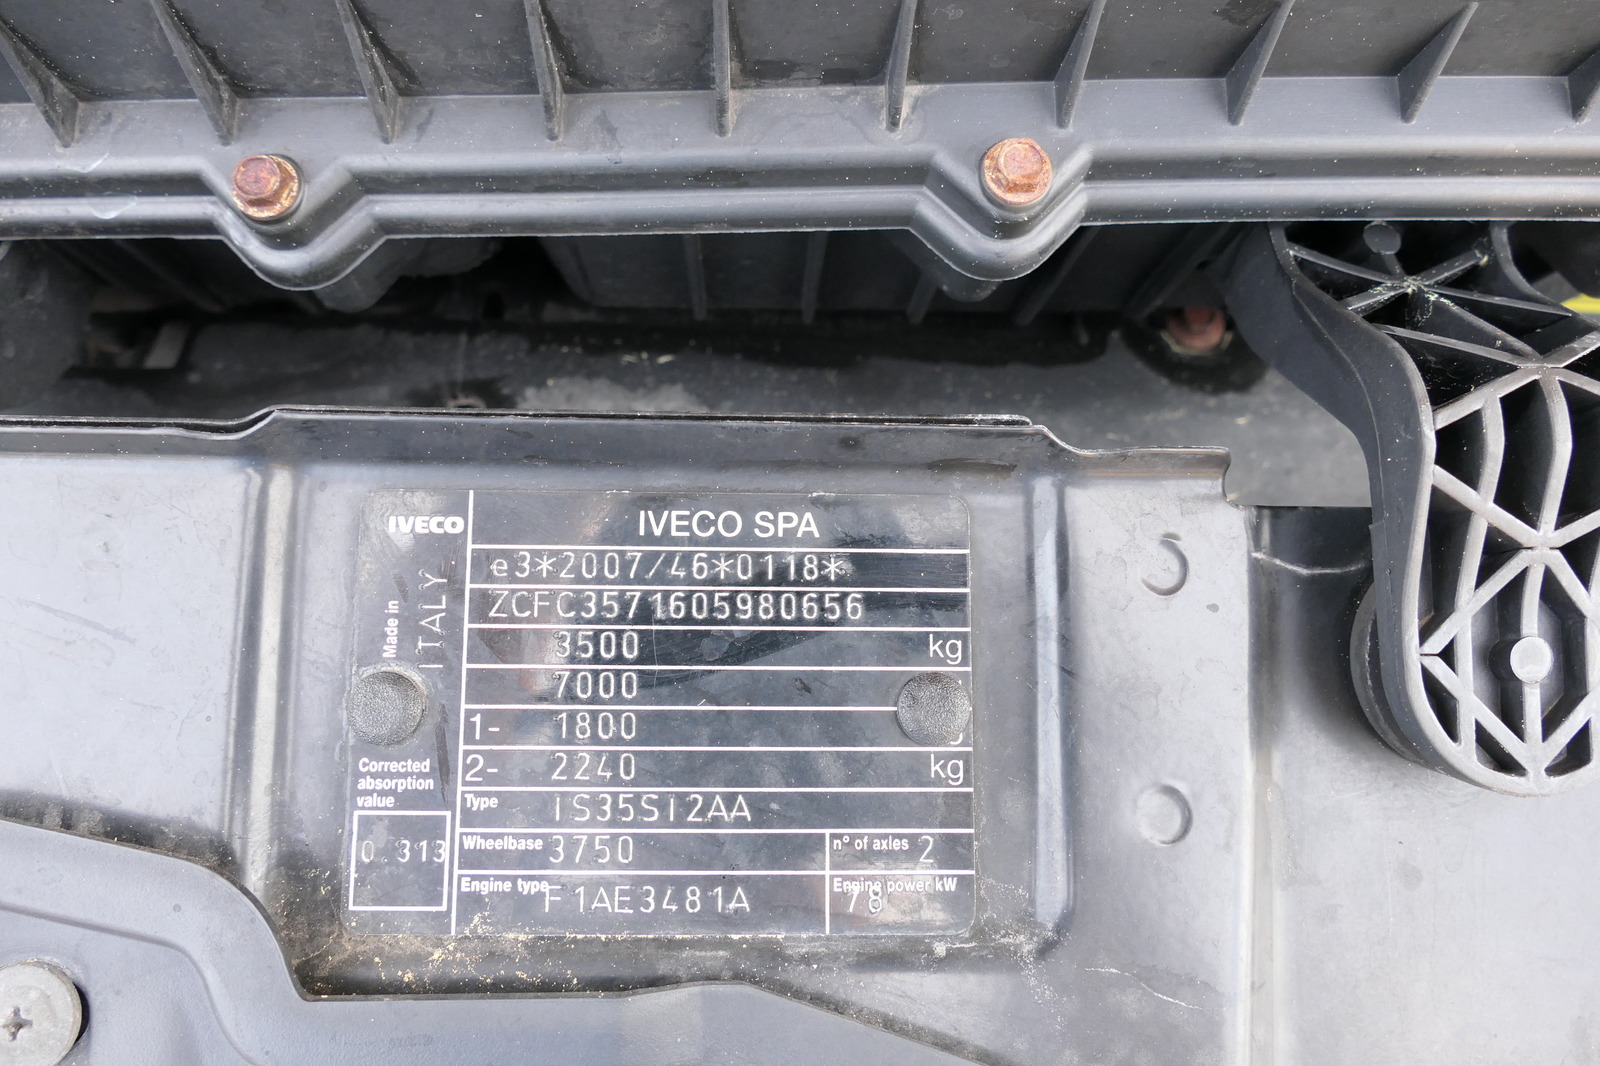 IVECO
IVECO SPA
e3*2007/46*0118*
ZCFC3571605980656
3500 kg
7000
1- 1800
2- 2240 kg
Made in
ITALY
Corrected
absorption
value
0.313
Type 1S35S12AA
Wheelbase 3750
n° of axles 2
Engine type F1AE3481A
Engine power kW
78